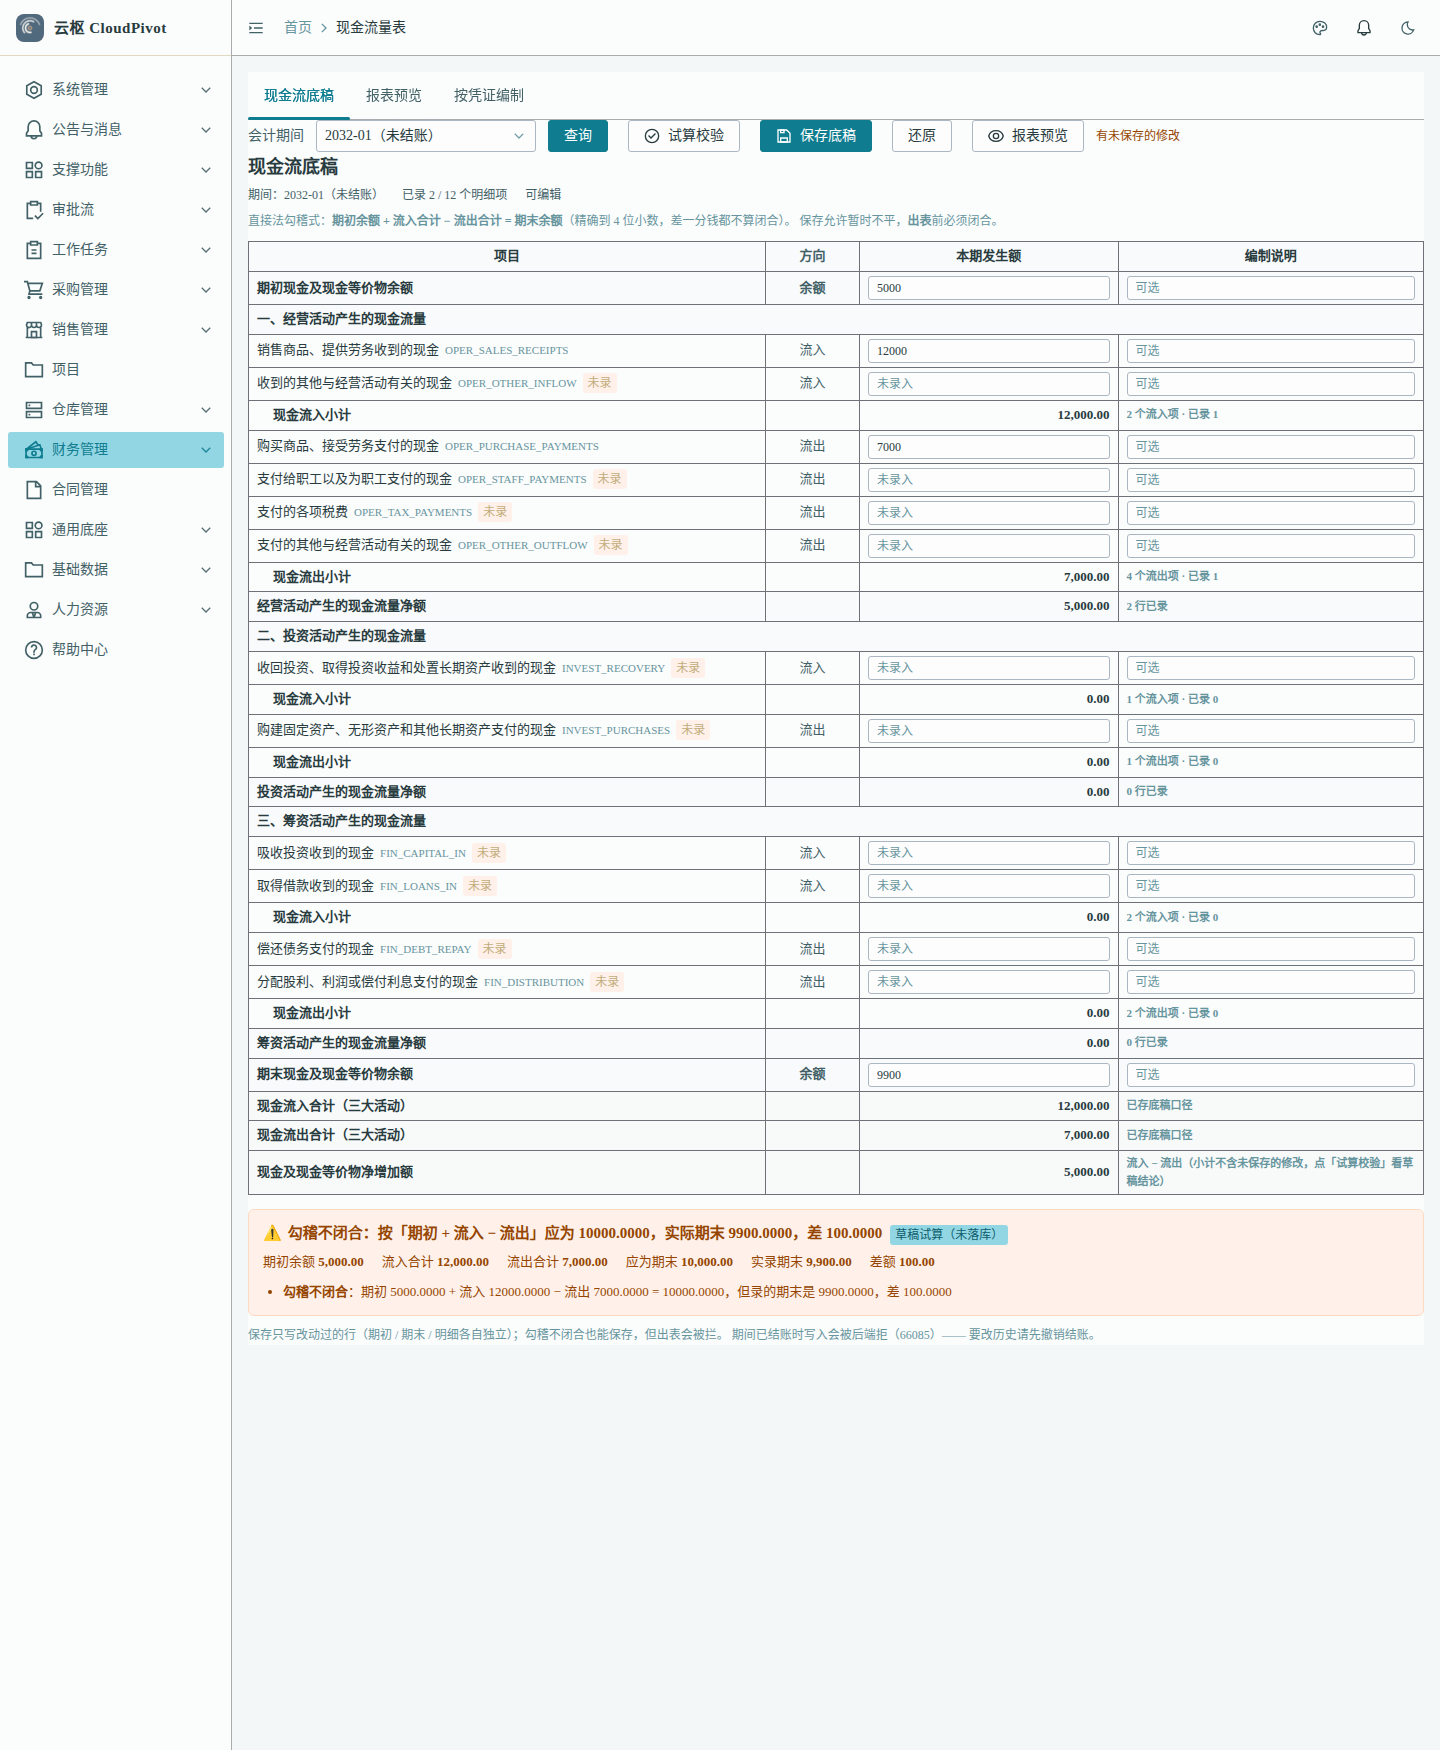 云枢 CloudPivot
首页 > 现金流量表
系统管理
公告与消息
支撑功能
审批流
工作任务
采购管理
销售管理
项目
仓库管理
财务管理
合同管理
通用底座
基础数据
人力资源
帮助中心
现金流底稿 报表预览 按凭证编制
会计期间 2032-01（未结账） 查询 试算校验 保存底稿 还原 报表预览 有未保存的修改
现金流底稿
期间：2032-01（未结账） 已录 2 / 12 个明细项 可编辑
直接法勾稽式：期初余额 + 流入合计 − 流出合计 = 期末余额（精确到 4 位小数，差一分钱都不算闭合）。 保存允许暂时不平，出表前必须闭合。
项目 方向 本期发生额 编制说明
期初现金及现金等价物余额 余额 5000 可选
一、经营活动产生的现金流量
销售商品、提供劳务收到的现金 OPER_SALES_RECEIPTS 流入 12000 可选
收到的其他与经营活动有关的现金 OPER_OTHER_INFLOW 未录 流入 未录入 可选
现金流入小计 12,000.00 2 个流入项 · 已录 1
购买商品、接受劳务支付的现金 OPER_PURCHASE_PAYMENTS 流出 7000 可选
支付给职工以及为职工支付的现金 OPER_STAFF_PAYMENTS 未录 流出 未录入 可选
支付的各项税费 OPER_TAX_PAYMENTS 未录 流出 未录入 可选
支付的其他与经营活动有关的现金 OPER_OTHER_OUTFLOW 未录 流出 未录入 可选
现金流出小计 7,000.00 4 个流出项 · 已录 1
经营活动产生的现金流量净额 5,000.00 2 行已录
二、投资活动产生的现金流量
收回投资、取得投资收益和处置长期资产收到的现金 INVEST_RECOVERY 未录 流入 未录入 可选
现金流入小计 0.00 1 个流入项 · 已录 0
购建固定资产、无形资产和其他长期资产支付的现金 INVEST_PURCHASES 未录 流出 未录入 可选
现金流出小计 0.00 1 个流出项 · 已录 0
投资活动产生的现金流量净额 0.00 0 行已录
三、筹资活动产生的现金流量
吸收投资收到的现金 FIN_CAPITAL_IN 未录 流入 未录入 可选
取得借款收到的现金 FIN_LOANS_IN 未录 流入 未录入 可选
现金流入小计 0.00 2 个流入项 · 已录 0
偿还债务支付的现金 FIN_DEBT_REPAY 未录 流出 未录入 可选
分配股利、利润或偿付利息支付的现金 FIN_DISTRIBUTION 未录 流出 未录入 可选
现金流出小计 0.00 2 个流出项 · 已录 0
筹资活动产生的现金流量净额 0.00 0 行已录
期末现金及现金等价物余额 余额 9900 可选
现金流入合计（三大活动） 12,000.00 已存底稿口径
现金流出合计（三大活动） 7,000.00 已存底稿口径
现金及现金等价物净增加额 5,000.00 流入 − 流出（小计不含未保存的修改，点「试算校验」看草
稿结论）
⚠️ 勾稽不闭合：按「期初 + 流入 − 流出」应为 10000.0000，实际期末 9900.0000，差 100.0000 草稿试算（未落库）
期初余额 5,000.00 流入合计 12,000.00 流出合计 7,000.00 应为期末 10,000.00 实录期末 9,900.00 差额 100.00
• 勾稽不闭合：期初 5000.0000 + 流入 12000.0000 − 流出 7000.0000 = 10000.0000，但录的期末是 9900.0000，差 100.0000
保存只写改动过的行（期初 / 期末 / 明细各自独立）；勾稽不闭合也能保存，但出表会被拦。 期间已结账时写入会被后端拒（66085）—— 要改历史请先撤销结账。